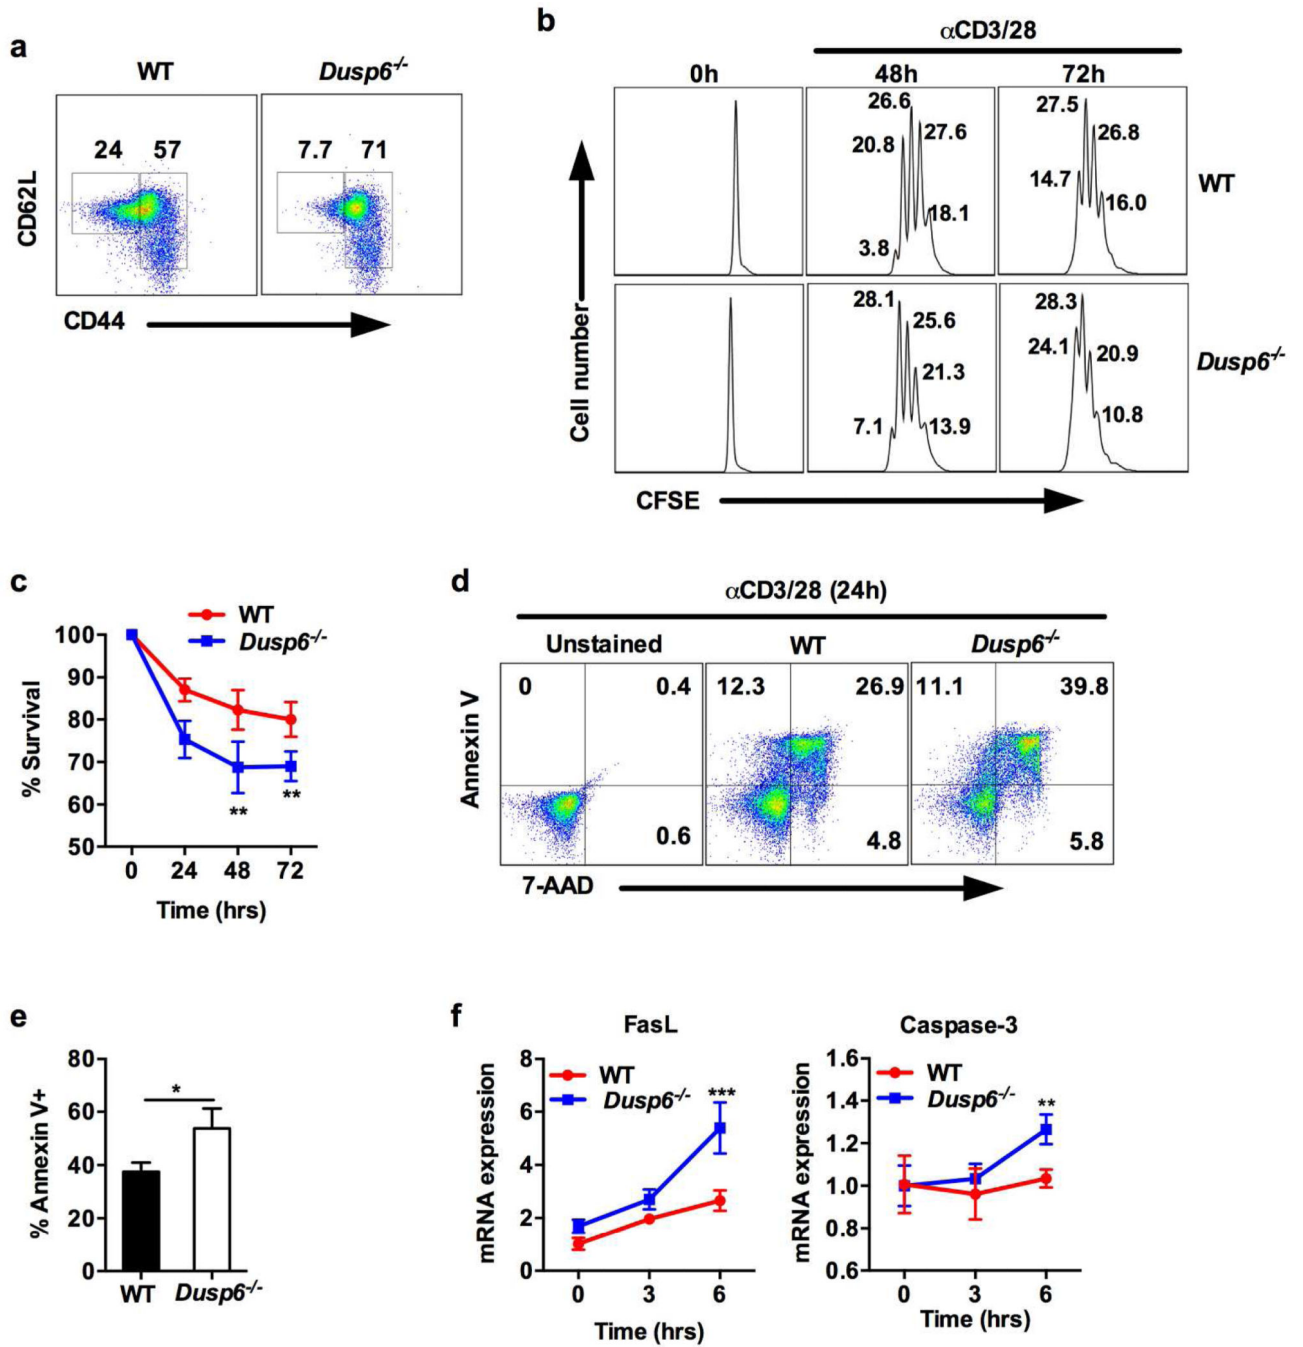 a
WT
Dusp6-/-
24
57
7.7
71
CD62L
CD44
b
αCD3/28
0h
48h
72h
26.6
27.6
20.8
18.1
3.8
27.5
26.8
14.7
16.0
WT
28.1
25.6
21.3
7.1
13.9
28.3
24.1
20.9
10.8
Dusp6-/-
Cell number
CFSE
c
WT
Dusp6-/-
100
90
80
70
60
50
% Survival
**
**
0 24 48 72
Time (hrs)
d
αCD3/28 (24h)
Unstained
WT
Dusp6-/-
0
0.4
0.6
12.3
26.9
4.8
11.1
39.8
5.8
Annexin V
7-AAD
e
80
60
40
20
0
% Annexin V+
*
WT
Dusp6-/-
f
FasL
WT
Dusp6-/-
***
8
6
4
2
0
mRNA expression
0 3 6
Time (hrs)
Caspase-3
WT
Dusp6-/-
**
1.6
1.4
1.2
1.0
0.8
0.6
mRNA expression
0 3 6
Time (hrs)